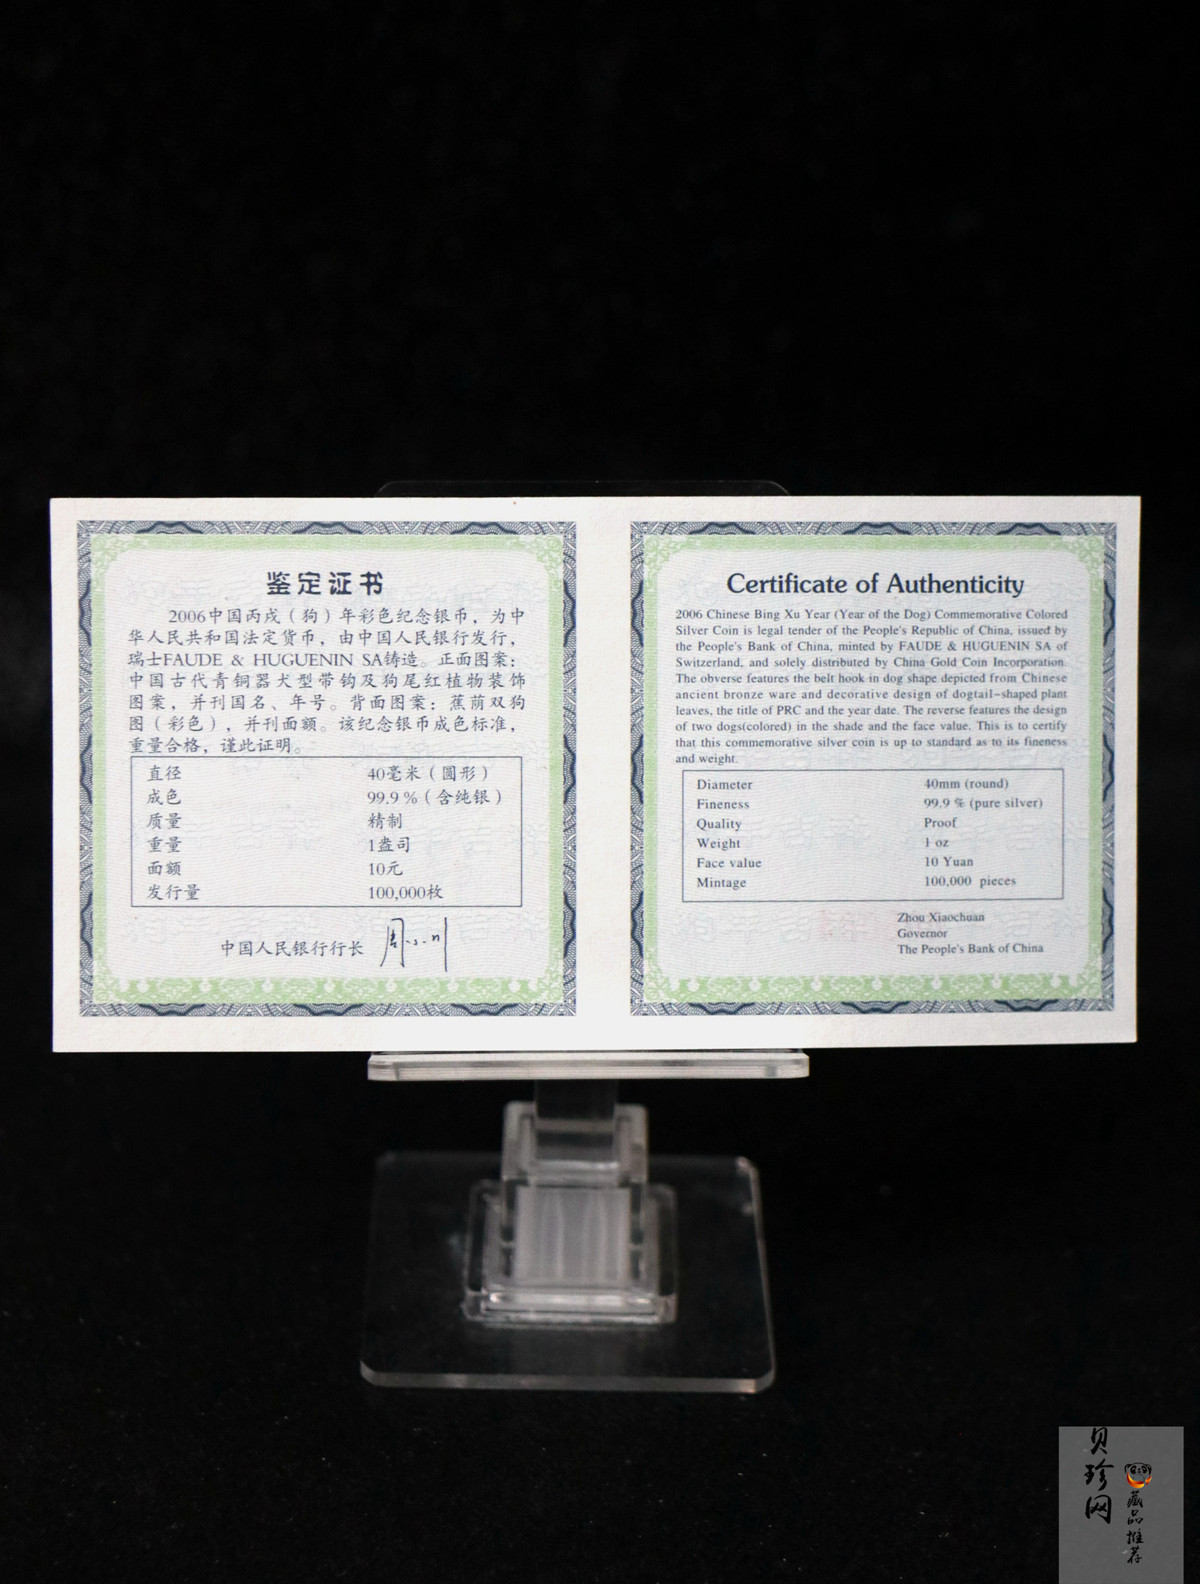 鉴定证书
2006中国丙戌（狗）年彩色纪念银币，为中
华人民共和国法定货币，由中国人民银行发行，
瑞士FAUDE & HUGUENIN SA铸造。正面图案：
中国古代青铜器犬型带钩及狗尾红植物装饰
图案，并刊国名、年号。背面图案：蕉荫双狗
图（彩色），并刊面额。该纪念银币成色标准，
重量合格，谨此证明。
直径 40毫米（圆形）
成色 99.9%（含纯银）
质量 精制
重量 1盎司
面额 10元
发行量 100,000枚
中国人民银行行长 周小川
Certificate of Authenticity
2006 Chinese Bing Xu Year (Year of the Dog) Commemorative Colored
Silver Coin is legal tender of the People's Republic of China, issued by
the People's Bank of China, minted by FAUDE & HUGUENIN SA of
Switzerland, and solely distributed by China Gold Coin Incorporation.
The obverse features the belt hook in dog shape depicted from Chinese
ancient bronze ware and decorative design of dogtail-shaped plant
leaves, the title of PRC and the year date. The reverse features the design
of two dogs(colored) in the shade and the face value. This is to certify
that this commemorative silver coin is up to standard as to its fineness
and weight.
Diameter 40mm (round)
Fineness 99.9 % (pure silver)
Quality Proof
Weight 1 oz
Face value 10 Yuan
Mintage 100,000 pieces
Zhou Xiaochuan
Governor
The People's Bank of China
贝珍网
藏品推荐